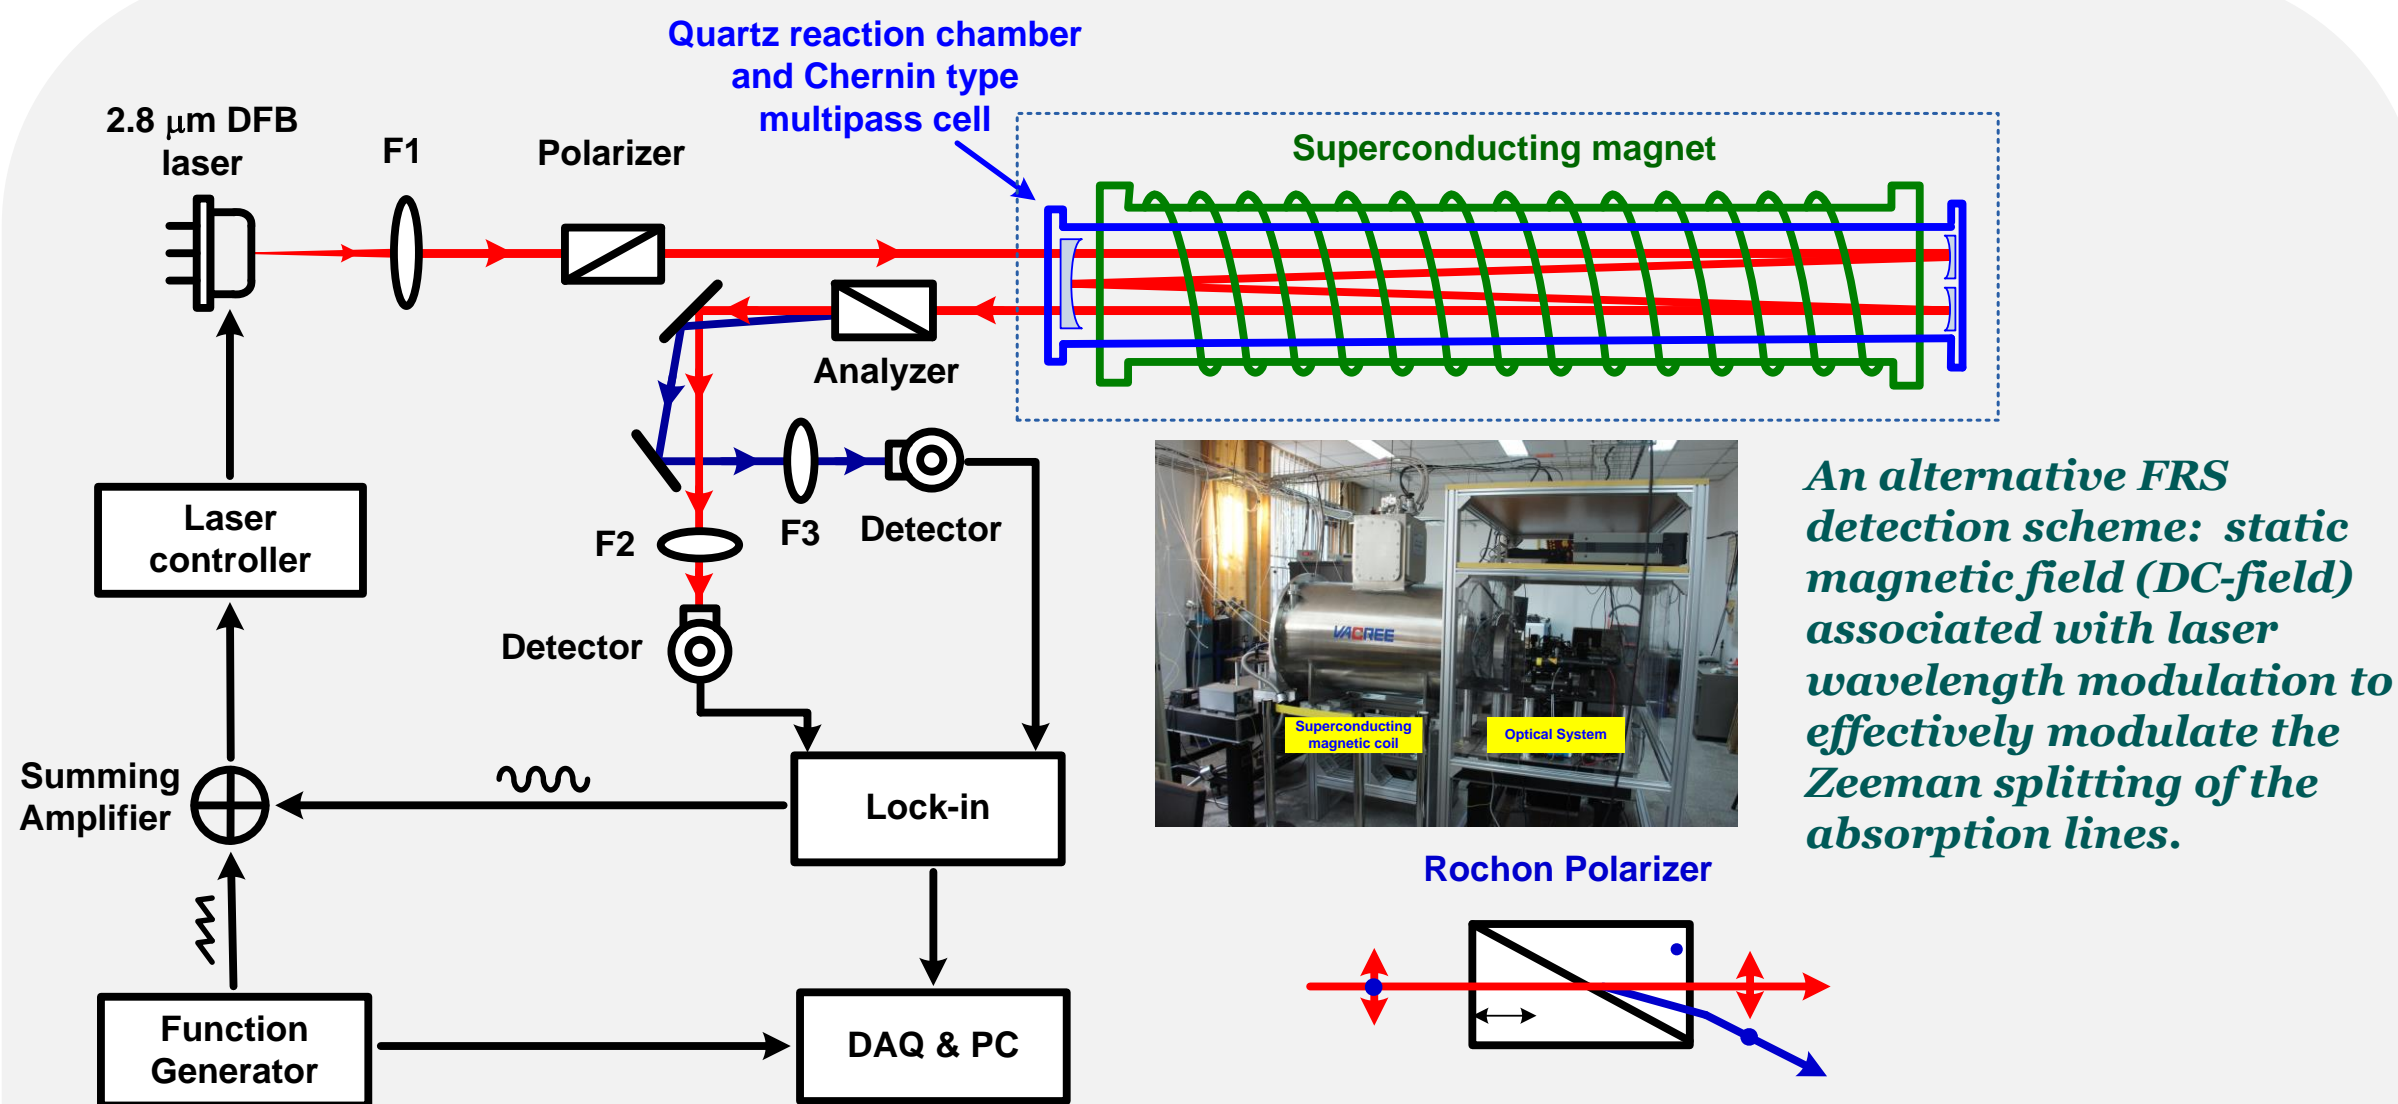 Quartz reaction chamber
and Chernin type
multipass cell
2.8 μm DFB
laser
F1
Polarizer
Superconducting magnet
Analyzer
F2
F3
Detector
Detector
Laser
controller
Summing
Amplifier
Lock-in
Function
Generator
DAQ & PC
VACREE
Superconducting
magnetic coil
Optical System
An alternative FRS
detection scheme: static
magnetic field (DC-field)
associated with laser
wavelength modulation to
effectively modulate the
Zeeman splitting of the
absorption lines.
Rochon Polarizer